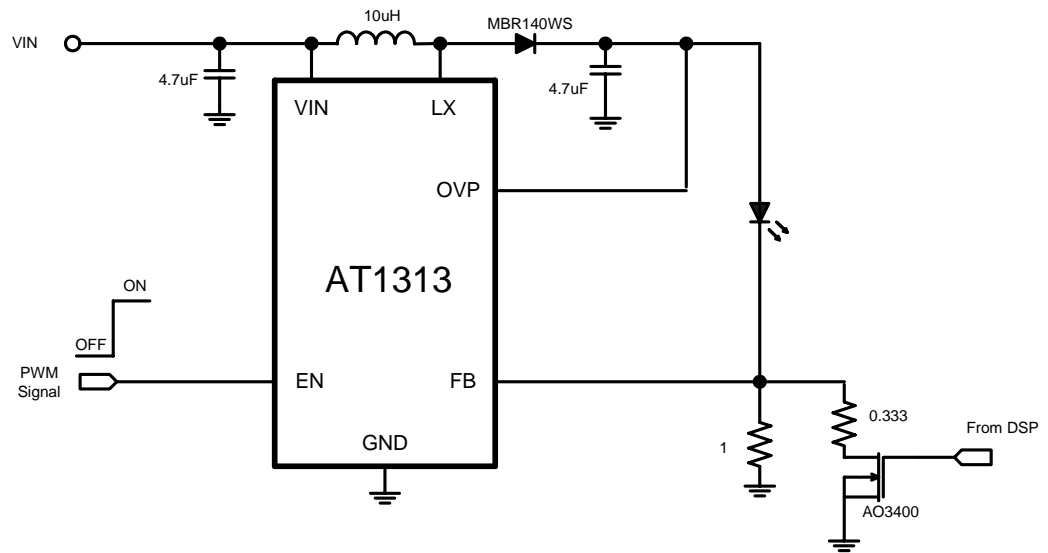 10uH
MBR140WS
VIN
4.7uF
4.7uF
VIN
LX
OVP
AT1313
ON
OFF
PWM
Signal
EN
FB
GND
1
0.333
From DSP
AO3400